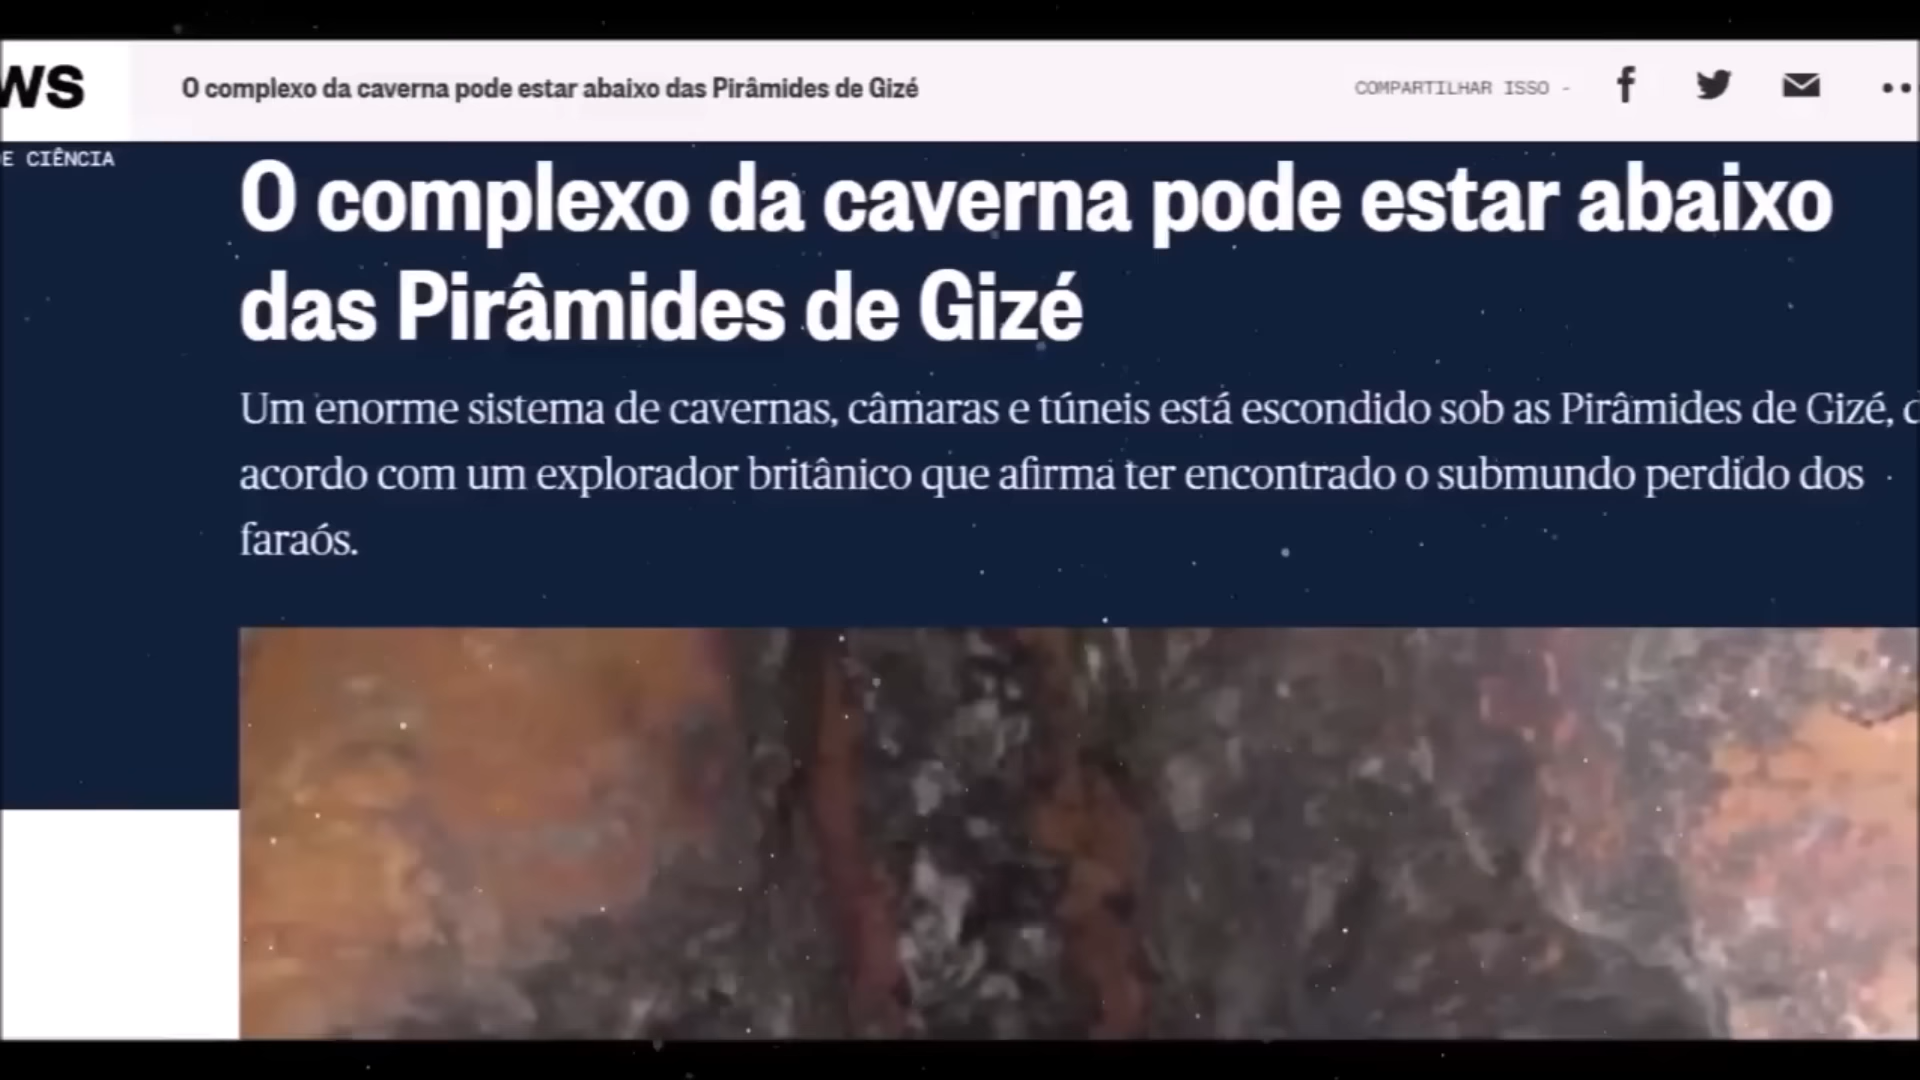 WS
O complexo da caverna pode estar abaixo das Pirâmides de Gizé
COMPARTILHAR ISSO -
E CIÊNCIA
O complexo da caverna pode estar abaixo
das Pirâmides de Gizé
Um enorme sistema de cavernas, câmaras e túneis está escondido sob as Pirâmides de Gizé, d
acordo com um explorador britânico que afirma ter encontrado o submundo perdido dos
faraós.